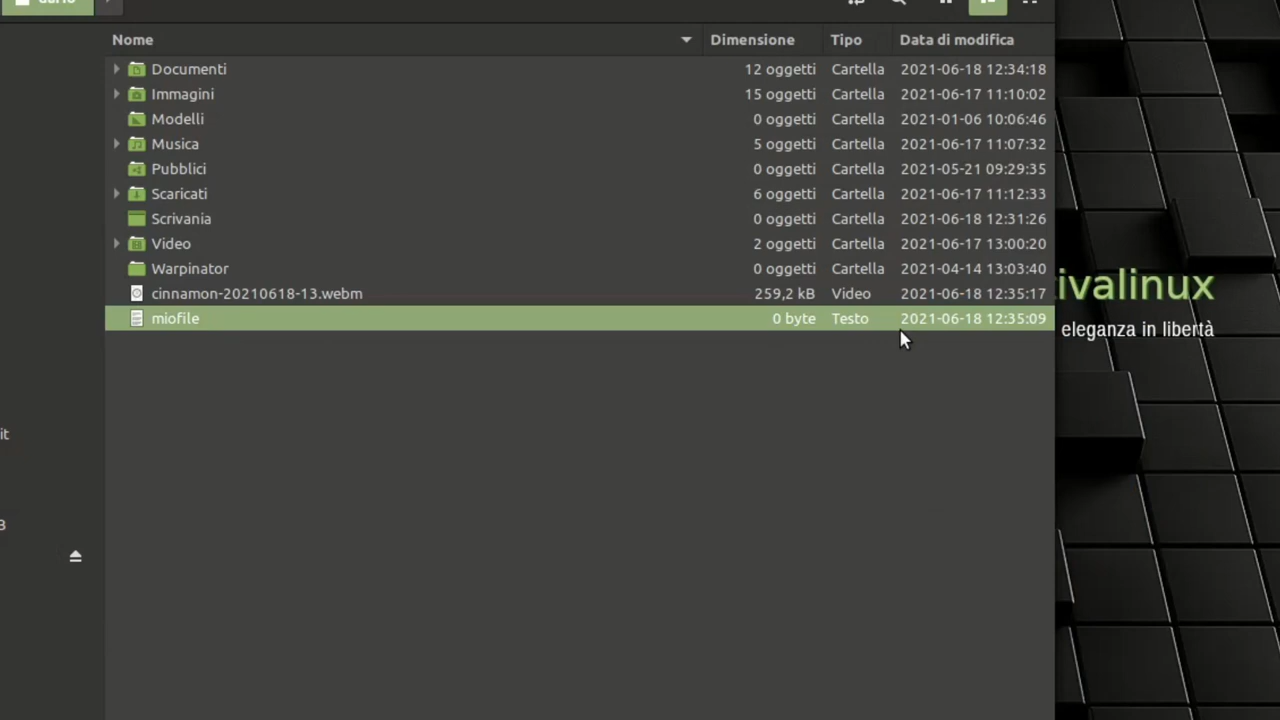 Nome Dimensione Tipo Data di modifica
Documenti 12 oggetti Cartella 2021-06-18 12:34:18
Immagini 15 oggetti Cartella 2021-06-17 11:10:02
Modelli 0 oggetti Cartella 2021-01-06 10:06:46
Musica 5 oggetti Cartella 2021-06-17 11:07:32
Pubblici 0 oggetti Cartella 2021-05-21 09:29:35
Scaricati 6 oggetti Cartella 2021-06-17 11:12:33
Scrivania 0 oggetti Cartella 2021-06-18 12:31:26
Video 2 oggetti Cartella 2021-06-17 13:00:20
Warpinator 0 oggetti Cartella 2021-04-14 13:03:40
cinnamon-20210618-13.webm 259,2 kB Video 2021-06-18 12:35:17
miofile 0 byte Testo 2021-06-18 12:35:09
ivalinux
eleganza in libertà
it